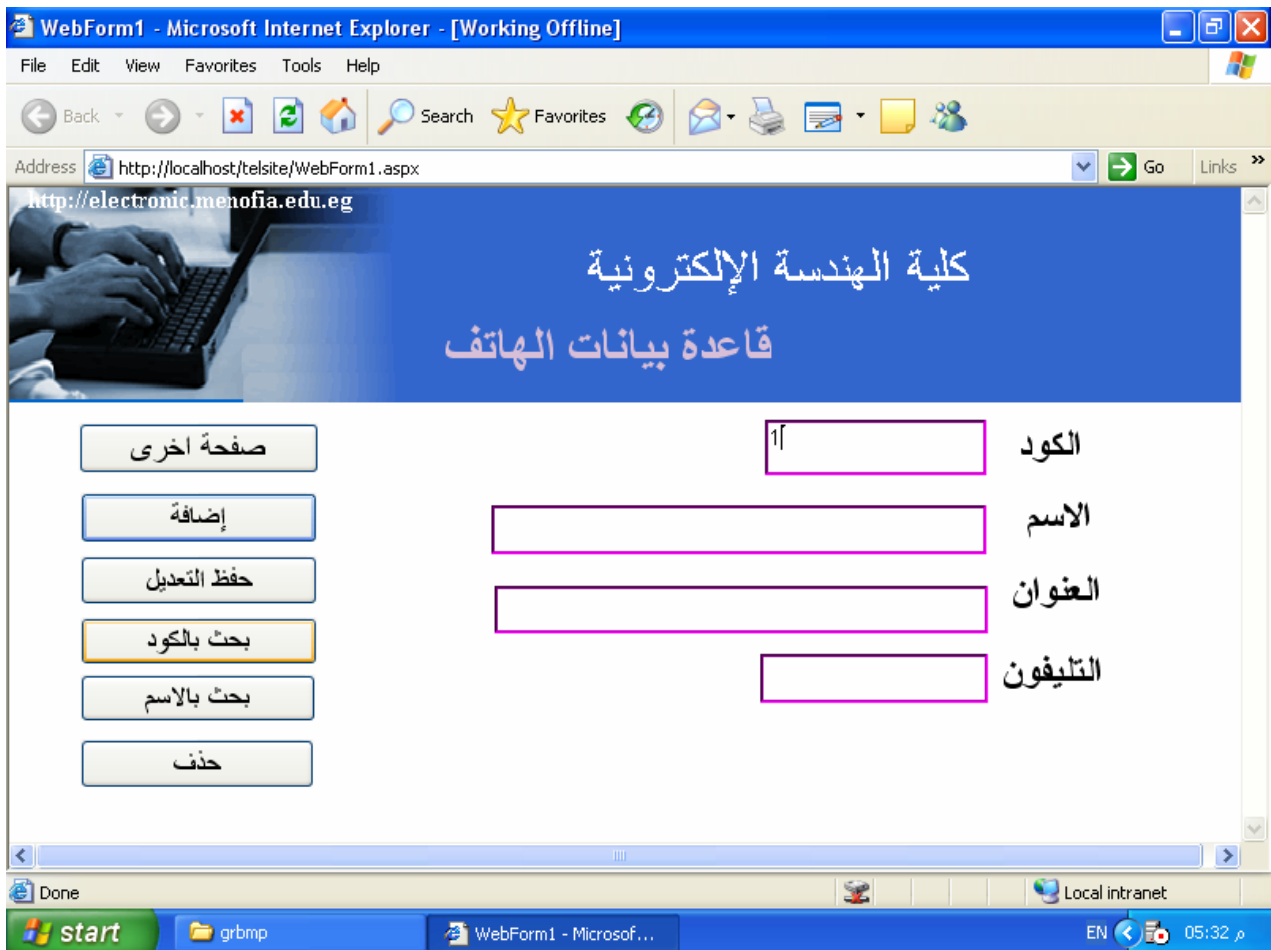 WebForm1 - Microsoft Internet Explorer - [Working Offline]
File Edit View Favorites Tools Help
Back Search Favorites
Address http://localhost/telsite/WebForm1.aspx Go Links »
http://electronic.menofia.edu.eg
كلية الهندسة الإلكترونية
قاعدة بيانات الهاتف
الكود 1 صفحة اخرى
الاسم إضافة
العنوان حفظ التعديل
بحث بالكود
التليفون بحث بالاسم
حذف
Done Local intranet
start grbmp WebForm1 - Microsof... EN 05:32 م